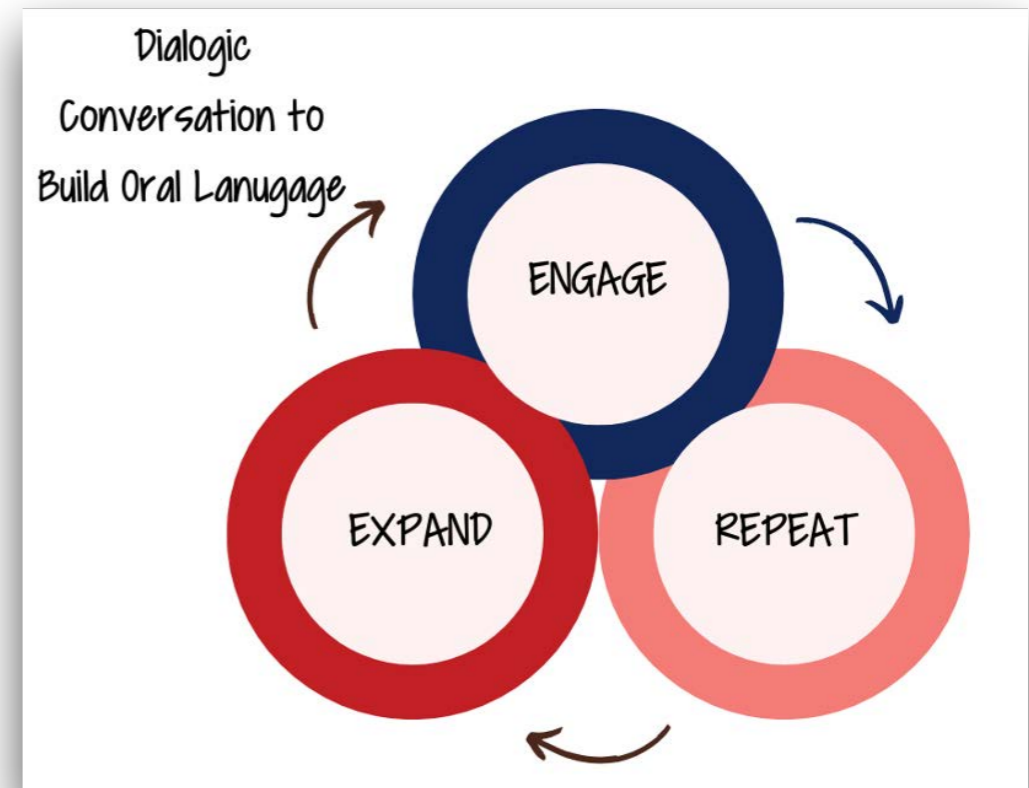 Dialogic
Conversation to
Build Oral Lanugage
ENGAGE
EXPAND
REPEAT